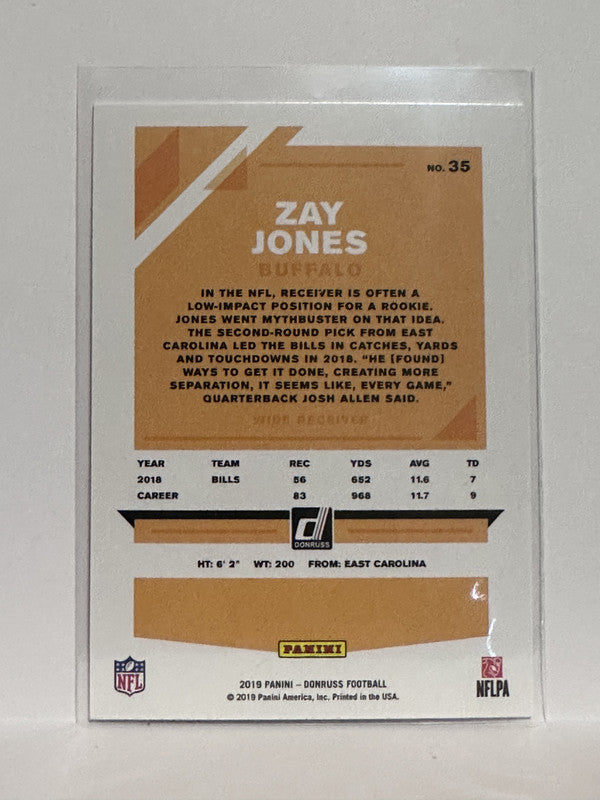 NO. 35
ZAY
JONES
BUFFALO
IN THE NFL, RECEIVER IS OFTEN A
LOW-IMPACT POSITION FOR A ROOKIE.
JONES WENT MYTHBUSTER ON THAT IDEA.
THE SECOND-ROUND PICK FROM EAST
CAROLINA LED THE BILLS IN CATCHES, YARDS
AND TOUCHDOWNS IN 2018. “HE [FOUND]
WAYS TO GET IT DONE, CREATING MORE
SEPARATION, IT SEEMS LIKE, EVERY GAME,”
QUARTERBACK JOSH ALLEN SAID.
WIDE RECEIVER
YEAR TEAM REC YDS AVG TD
2018 BILLS 56 652 11.6 7
CAREER 83 968 11.7 9
DONRUSS
HT: 6' 2" WT: 200 FROM: EAST CAROLINA
PANINI
NFL
NFLPA
2019 PANINI – DONRUSS FOOTBALL
© 2019 Panini America, Inc. Printed in the USA.